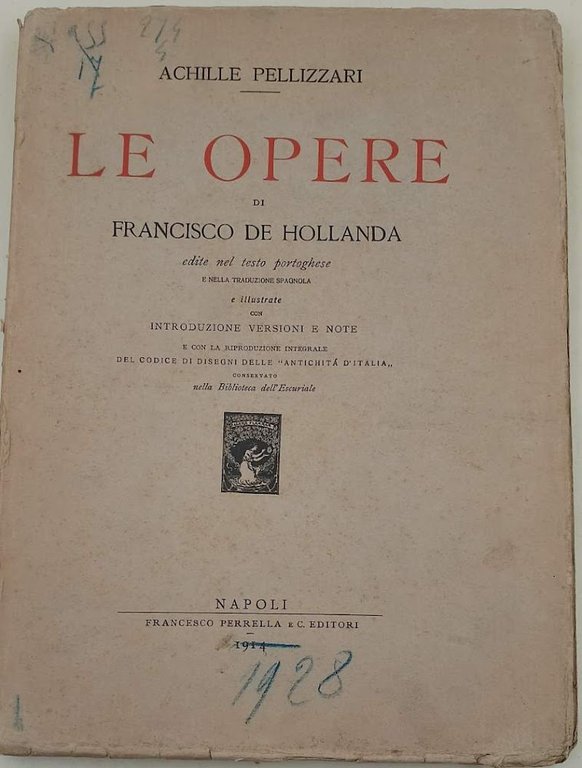 274
ACHILLE PELLIZZARI
LE OPERE
DI
FRANCISCO DE HOLLANDA
edite nel testo portoghese
E NELLA TRADUZIONE SPAGNOLA
e illustrate
CON
INTRODUZIONE VERSIONI E NOTE
E CON LA RIPRODUZIONE INTEGRALE
DEL CODICE DI DISEGNI DELLE "ANTICHITÁ D'ITALIA„
CONSERVATO
nella Biblioteca dell'Escuriale
NAPOLI
FRANCESCO PERRELLA E C. EDITORI
1914
1928